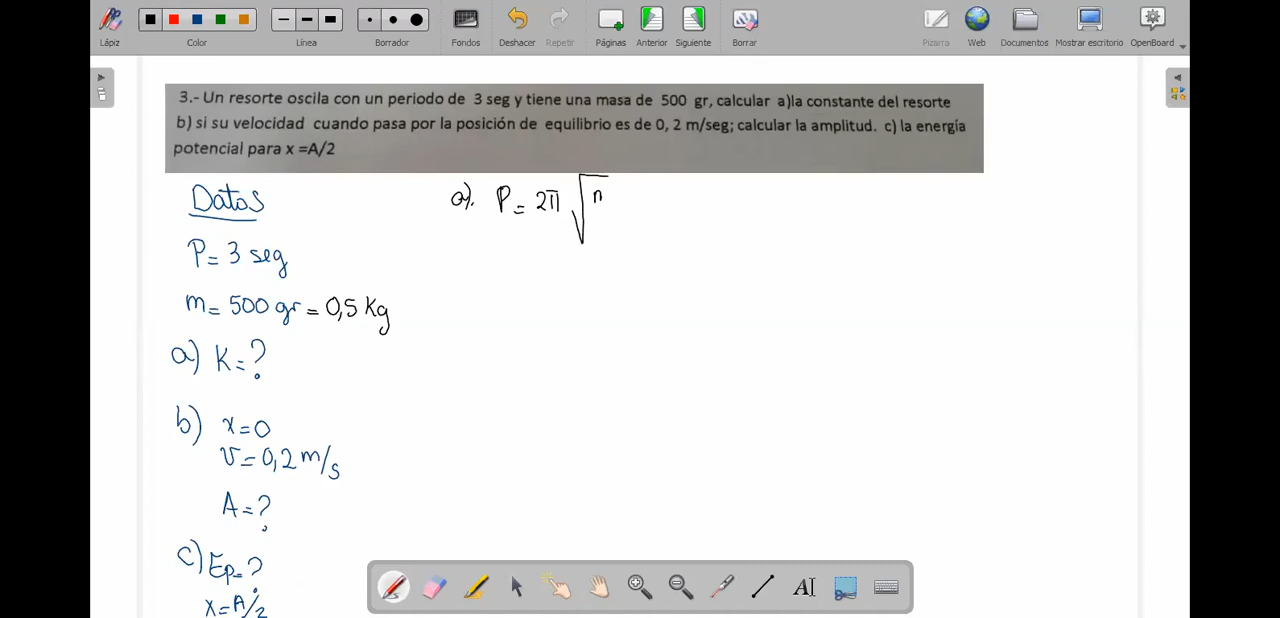 Lápiz
Color
Línea
Borrador
Fondos
Deshacer
Repetir
Páginas
Anterior
Siguiente
Borrar
Pizarra
Web
Documentos
Mostrar escritorio
OpenBoard
3.- Un resorte oscila con un periodo de 3 seg y tiene una masa de 500 gr, calcular a)la constante del resorte
b) si su velocidad cuando pasa por la posición de equilibrio es de 0, 2 m/seg; calcular la amplitud. c) la energía
potencial para x =A/2
Datos
P= 3 seg
m= 500 gr = 0,5 Kg
a) K=?
b) x=0
v=0,2 m/s
A=?
c) Ep=?
x=A/2
a). P= 2π √n
AI